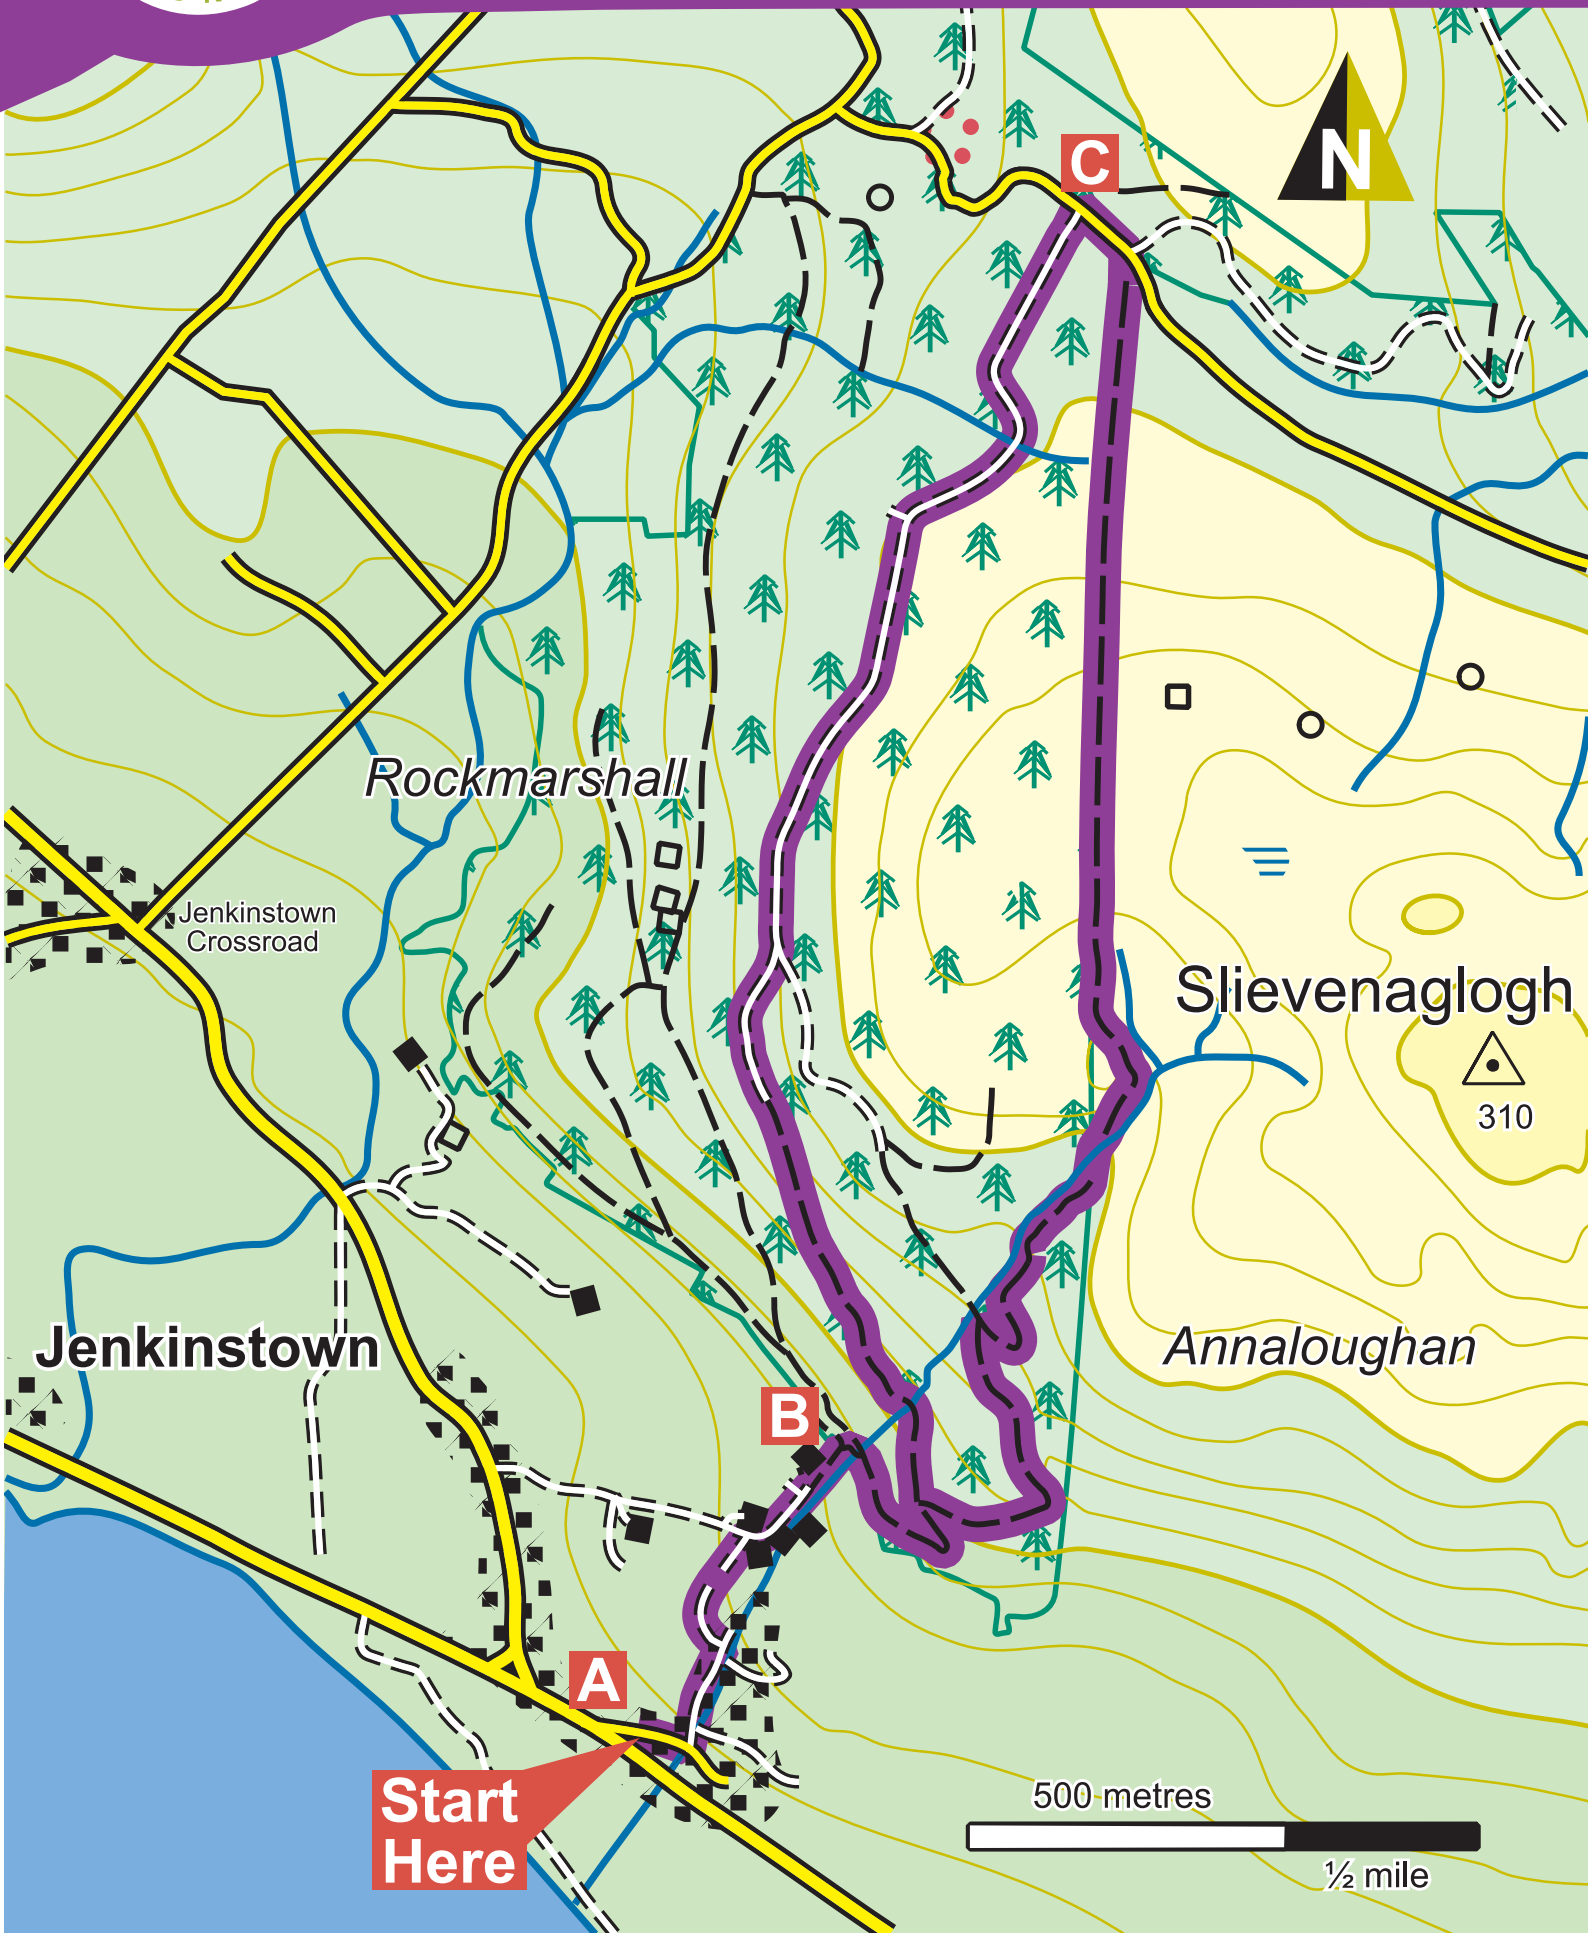 C
N
Rockmarshall
Jenkinstown
Crossroad
Slievenaglogh
310
Jenkinstown
Annaloughan
B
A
Start
Here
500 metres
½ mile